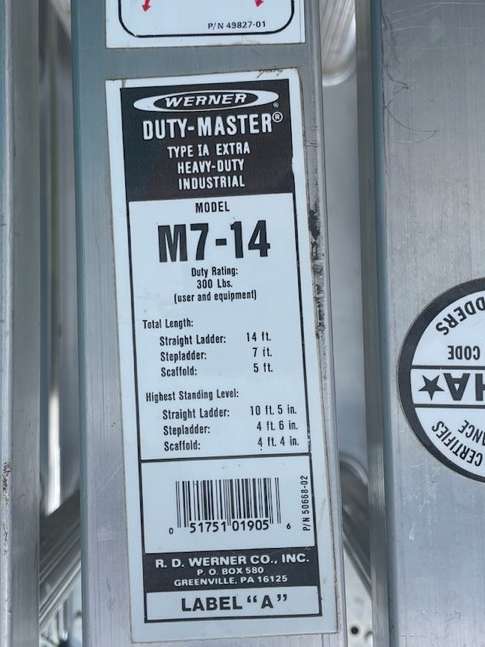 P/N 49827-01
WERNER®
DUTY-MASTER®
TYPE IA EXTRA
HEAVY-DUTY
INDUSTRIAL
MODEL
M7-14
Duty Rating:
300 Lbs.
(user and equipment)
Total Length:
Straight Ladder: 14 ft.
Stepladder: 7 ft.
Scaffold: 5 ft.
Highest Standing Level:
Straight Ladder: 10 ft. 5 in.
Stepladder: 4 ft. 6 in.
Scaffold: 4 ft. 4 in.
0 51751 01905 6
P/N 50668-02
R. D. WERNER CO., INC.
P. O. BOX 580
GREENVILLE, PA 16125
LABEL "A"
DDERS
CODE
HA★
CERTIFIES